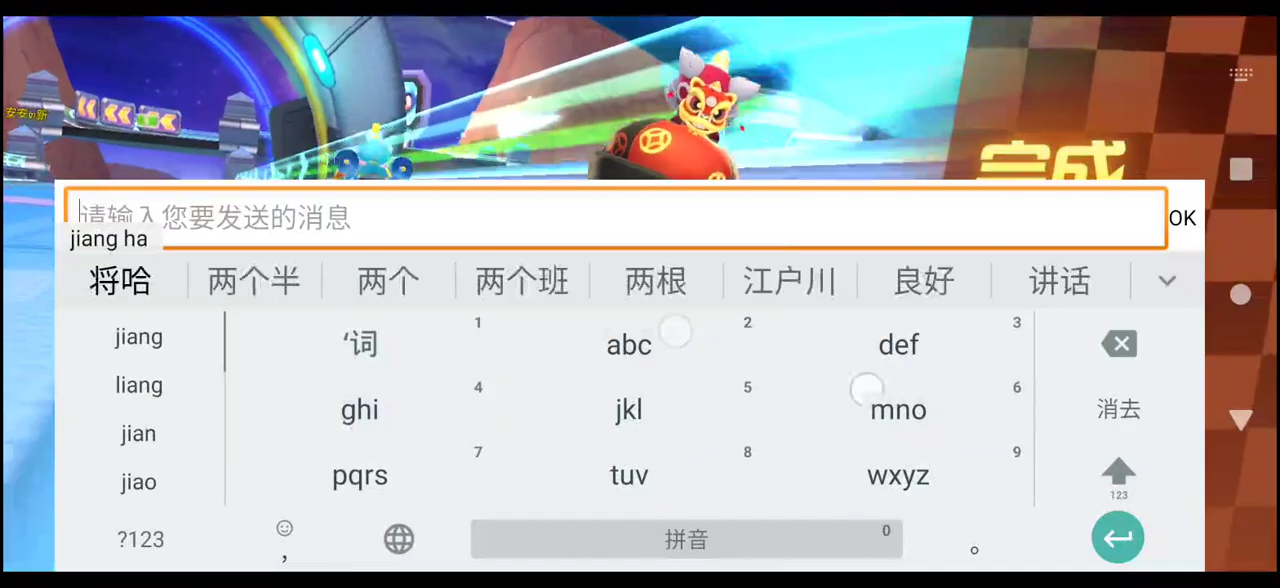 安安の新
完成
请输入您要发送的消息
OK
jiang ha
将哈 两个半 两个 两个班 两根 江户川 良好 讲话
jiang
liang
jian
jiao
‘词 1
abc 2
def 3
ghi 4
jkl 5
mno 6
消去
pqrs 7
tuv 8
wxyz 9
123
?123
,
拼音 0
。